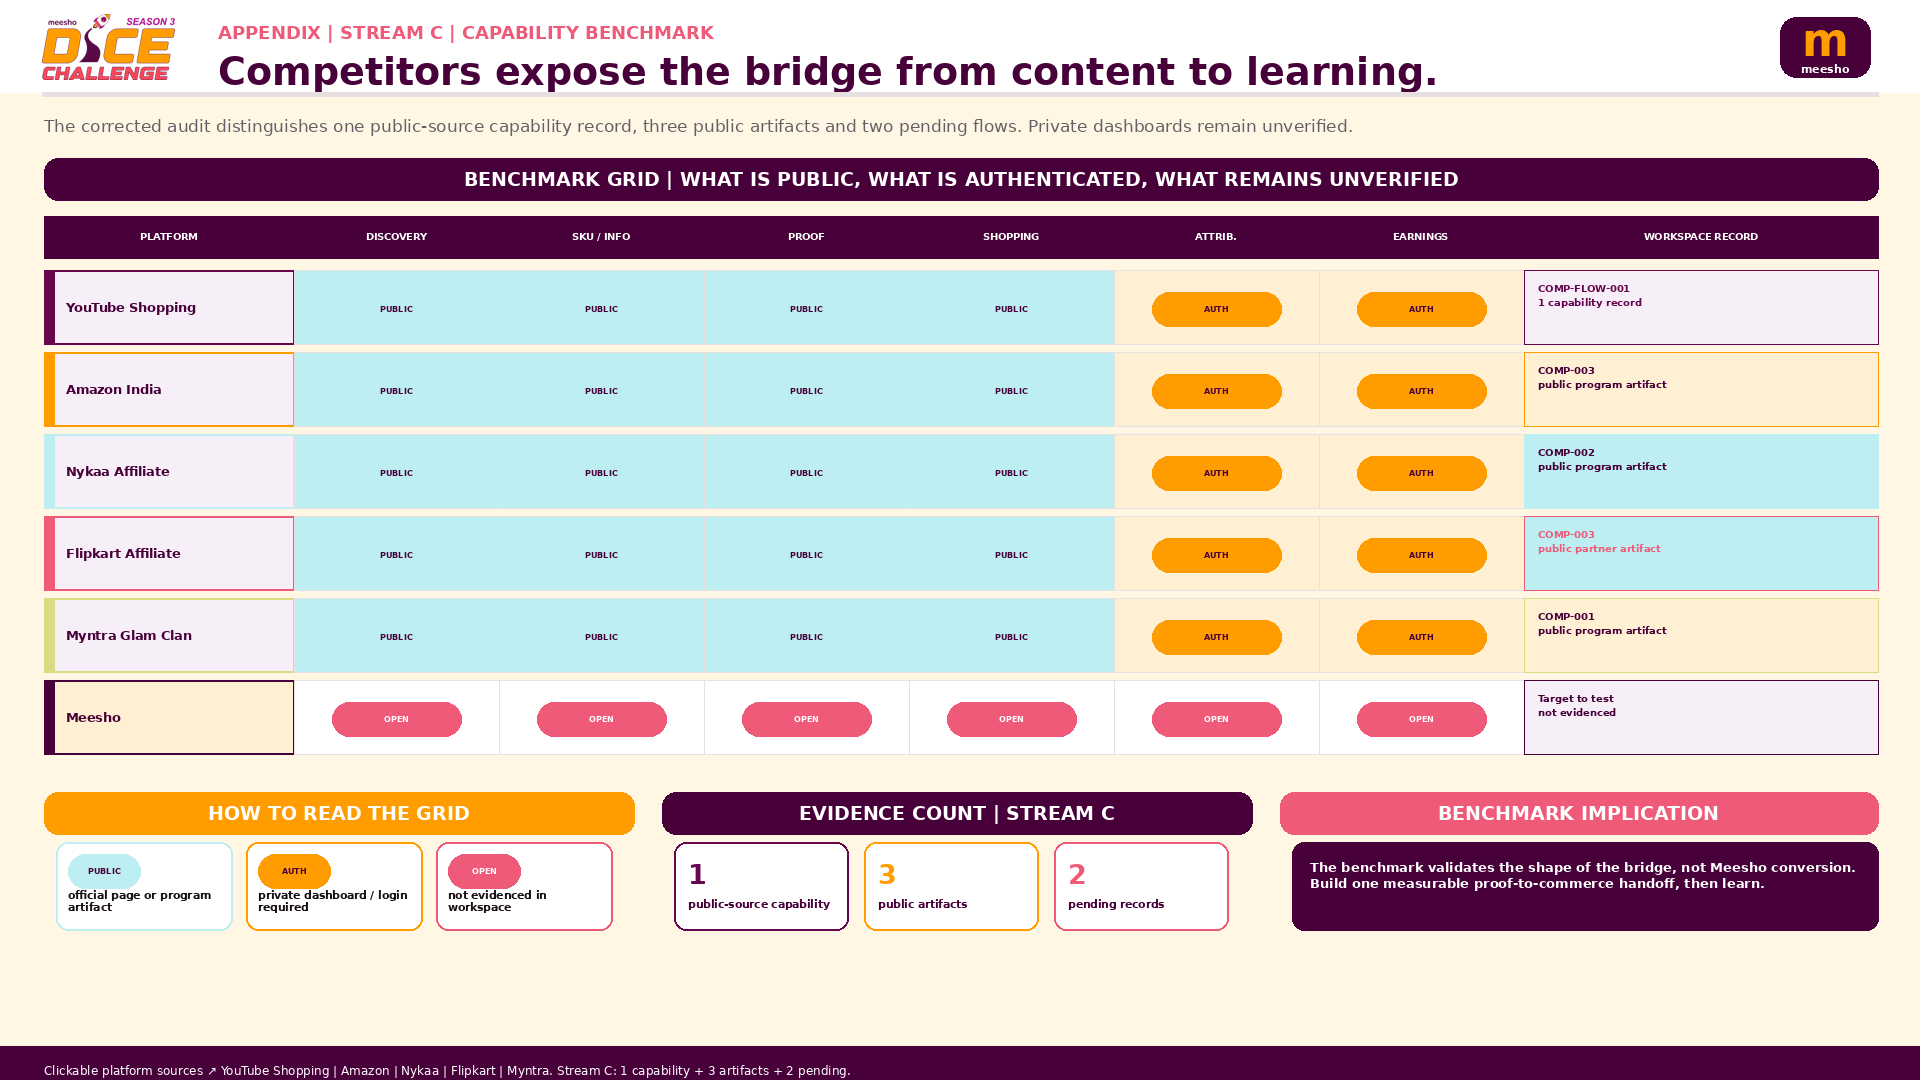 meesho SEASON 3
DICE
CHALLENGE
APPENDIX | STREAM C | CAPABILITY BENCHMARK
Competitors expose the bridge from content to learning.
m
meesho
The corrected audit distinguishes one public-source capability record, three public artifacts and two pending flows. Private dashboards remain unverified.
BENCHMARK GRID | WHAT IS PUBLIC, WHAT IS AUTHENTICATED, WHAT REMAINS UNVERIFIED
PLATFORM DISCOVERY SKU / INFO PROOF SHOPPING ATTRIB. EARNINGS WORKSPACE RECORD
YouTube Shopping PUBLIC PUBLIC PUBLIC PUBLIC AUTH AUTH COMP-FLOW-001
1 capability record
Amazon India PUBLIC PUBLIC PUBLIC PUBLIC AUTH AUTH COMP-003
public program artifact
Nykaa Affiliate PUBLIC PUBLIC PUBLIC PUBLIC AUTH AUTH COMP-002
public program artifact
Flipkart Affiliate PUBLIC PUBLIC PUBLIC PUBLIC AUTH AUTH COMP-003
public partner artifact
Myntra Glam Clan PUBLIC PUBLIC PUBLIC PUBLIC AUTH AUTH COMP-001
public program artifact
Meesho OPEN OPEN OPEN OPEN OPEN OPEN Target to test
not evidenced
HOW TO READ THE GRID
PUBLIC
official page or program
artifact
AUTH
private dashboard / login
required
OPEN
not evidenced in
workspace
EVIDENCE COUNT | STREAM C
1
public-source capability
3
public artifacts
2
pending records
BENCHMARK IMPLICATION
The benchmark validates the shape of the bridge, not Meesho conversion.
Build one measurable proof-to-commerce handoff, then learn.
Clickable platform sources ↗ YouTube Shopping | Amazon | Nykaa | Flipkart | Myntra. Stream C: 1 capability + 3 artifacts + 2 pending.